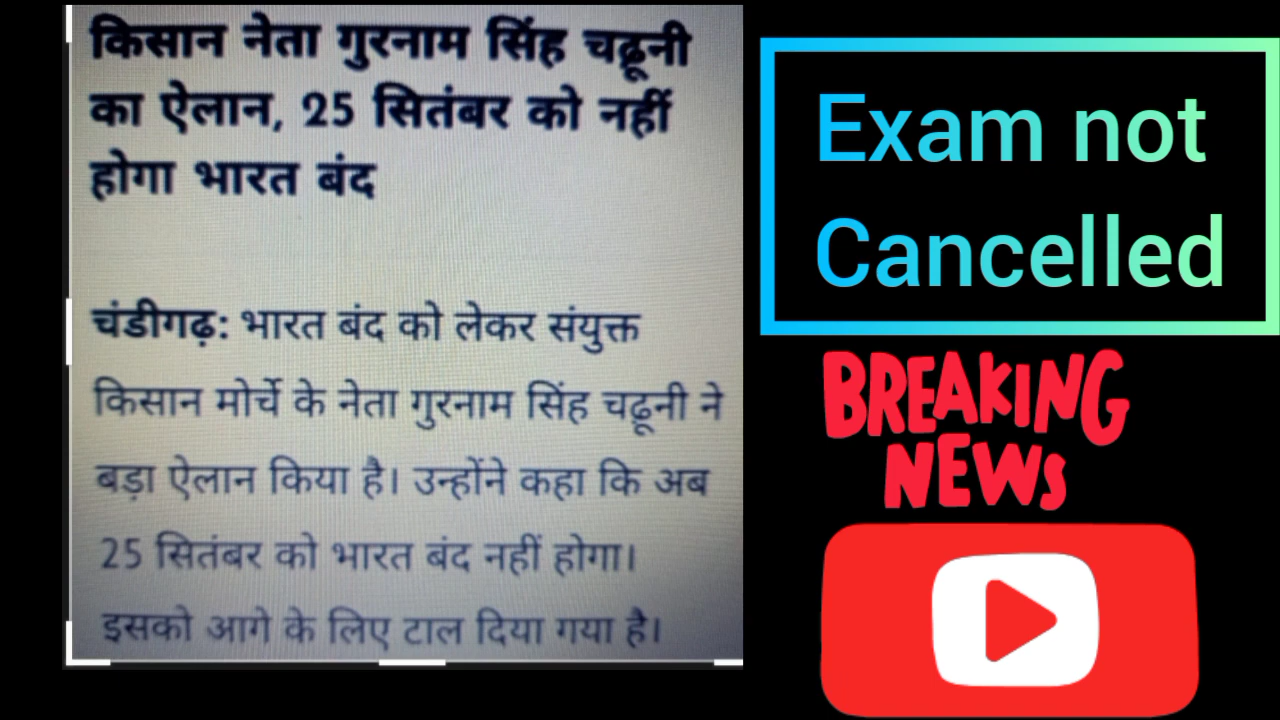 किसान नेता गुरनाम सिंह चढ़ूनी
का ऐलान, 25 सितंबर को नहीं
होगा भारत बंद
चंडीगढ़: भारत बंद को लेकर संयुक्त
किसान मोर्चे के नेता गुरनाम सिंह चढ़ूनी ने
बड़ा ऐलान किया है। उन्होंने कहा कि अब
25 सितंबर को भारत बंद नहीं होगा।
इसको आगे के लिए टाल दिया गया है।
Exam not
Cancelled
BREAKING
NEWS